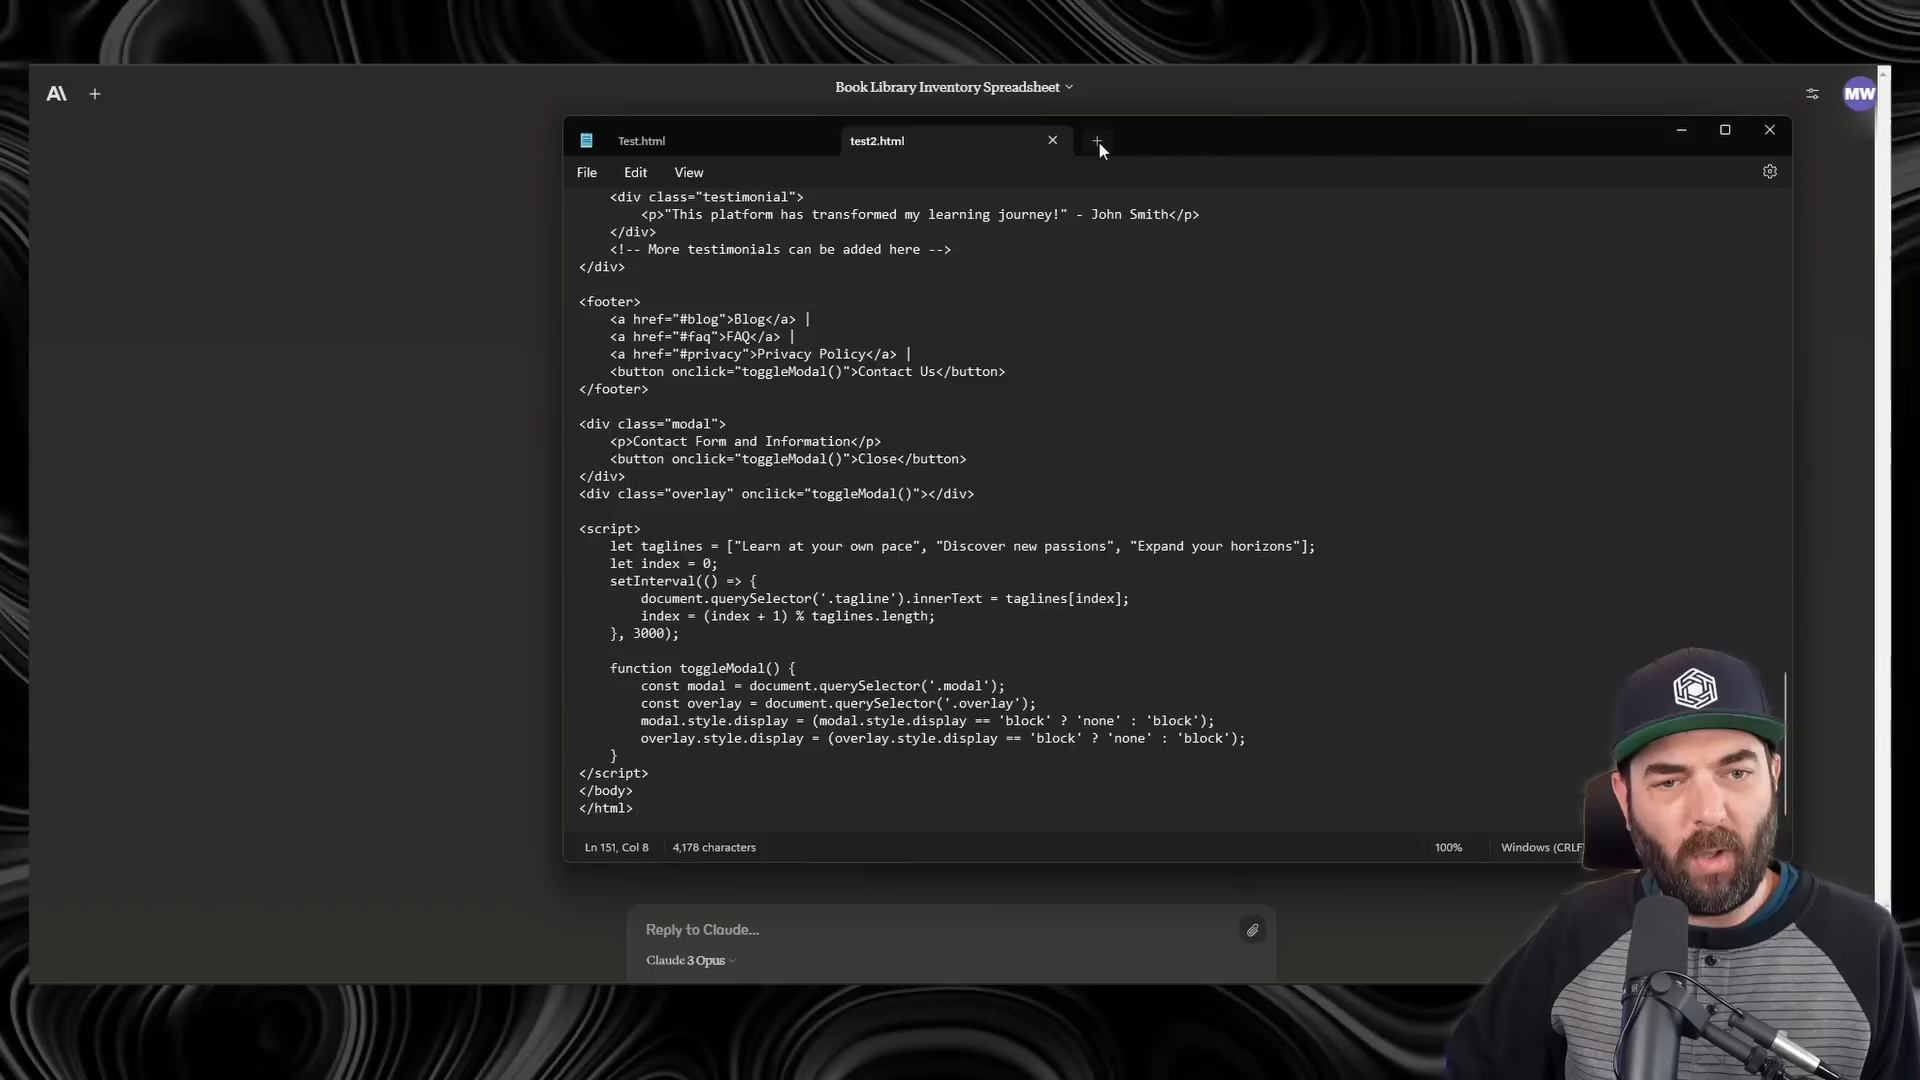 Book Library Inventory Spreadsheet
MW
Test.html
test2.html
File Edit View
<div class="testimonial">
<p>"This platform has transformed my learning journey!" - John Smith</p>
</div>
<!-- More testimonials can be added here -->
</div>
<footer>
<a href="#blog">Blog</a> |
<a href="#faq">FAQ</a> |
<a href="#privacy">Privacy Policy</a> |
<button onclick="toggleModal()">Contact Us</button>
</footer>
<div class="modal">
<p>Contact Form and Information</p>
<button onclick="toggleModal()">Close</button>
</div>
<div class="overlay" onclick="toggleModal()"></div>
<script>
let taglines = ["Learn at your own pace", "Discover new passions", "Expand your horizons"];
let index = 0;
setInterval(() => {
document.querySelector('.tagline').innerText = taglines[index];
index = (index + 1) % taglines.length;
}, 3000);
function toggleModal() {
const modal = document.querySelector('.modal');
const overlay = document.querySelector('.overlay');
modal.style.display = (modal.style.display == 'block' ? 'none' : 'block');
overlay.style.display = (overlay.style.display == 'block' ? 'none' : 'block');
}
</script>
</body>
</html>
Ln 151, Col 8 4,178 characters 100% Windows (CRLF
Reply to Claude...
Claude 3 Opus